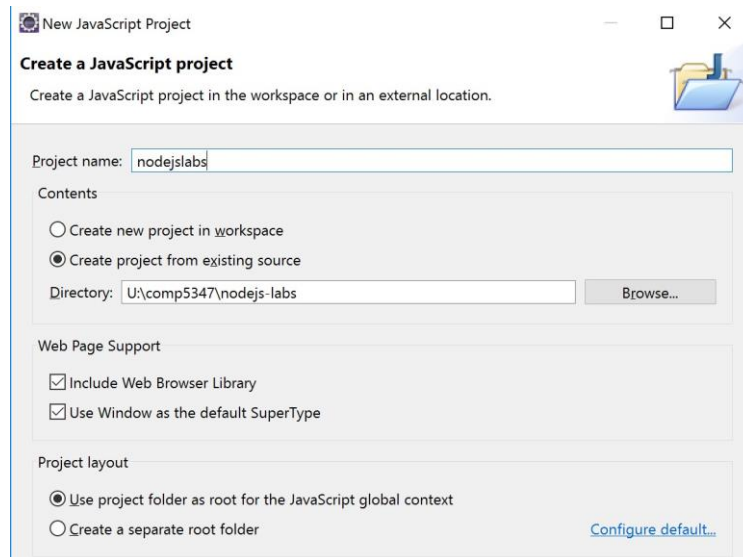 New JavaScript Project
Create a JavaScript project
Create a JavaScript project in the workspace or in an external location.
Project name: nodejslabs
Contents
Create new project in workspace
Create project from existing source
Directory: U:\comp5347\nodejs-labs Browse...
Web Page Support
Include Web Browser Library
Use Window as the default SuperType
Project layout
Use project folder as root for the JavaScript global context
Create a separate root folder Configure default...